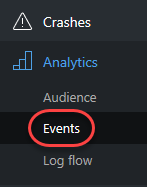 Crashes
Analytics
Audience
Events
Log flow